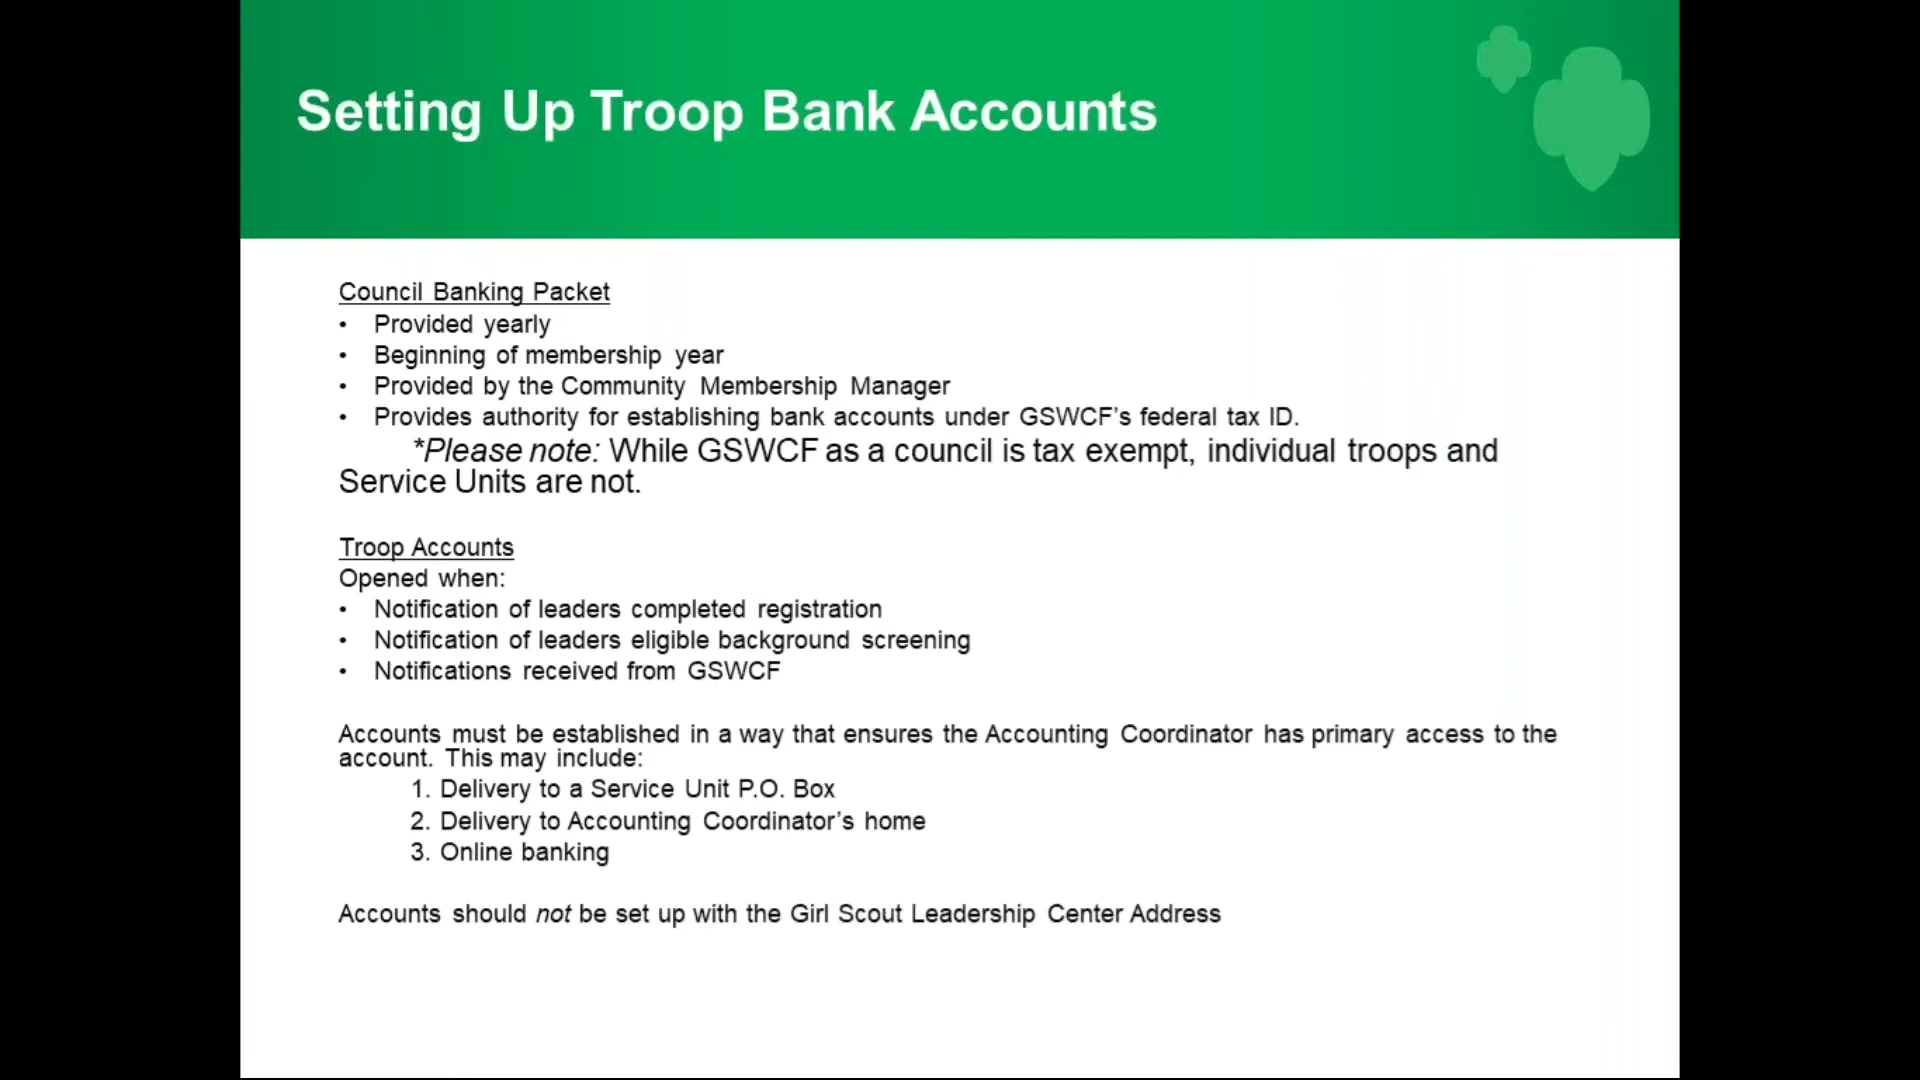 Setting Up Troop Bank Accounts
Council Banking Packet
• Provided yearly
• Beginning of membership year
• Provided by the Community Membership Manager
• Provides authority for establishing bank accounts under GSWCF's federal tax ID.
*Please note: While GSWCF as a council is tax exempt, individual troops and
Service Units are not.
Troop Accounts
Opened when:
• Notification of leaders completed registration
• Notification of leaders eligible background screening
• Notifications received from GSWCF
Accounts must be established in a way that ensures the Accounting Coordinator has primary access to the
account. This may include:
1. Delivery to a Service Unit P.O. Box
2. Delivery to Accounting Coordinator's home
3. Online banking
Accounts should not be set up with the Girl Scout Leadership Center Address